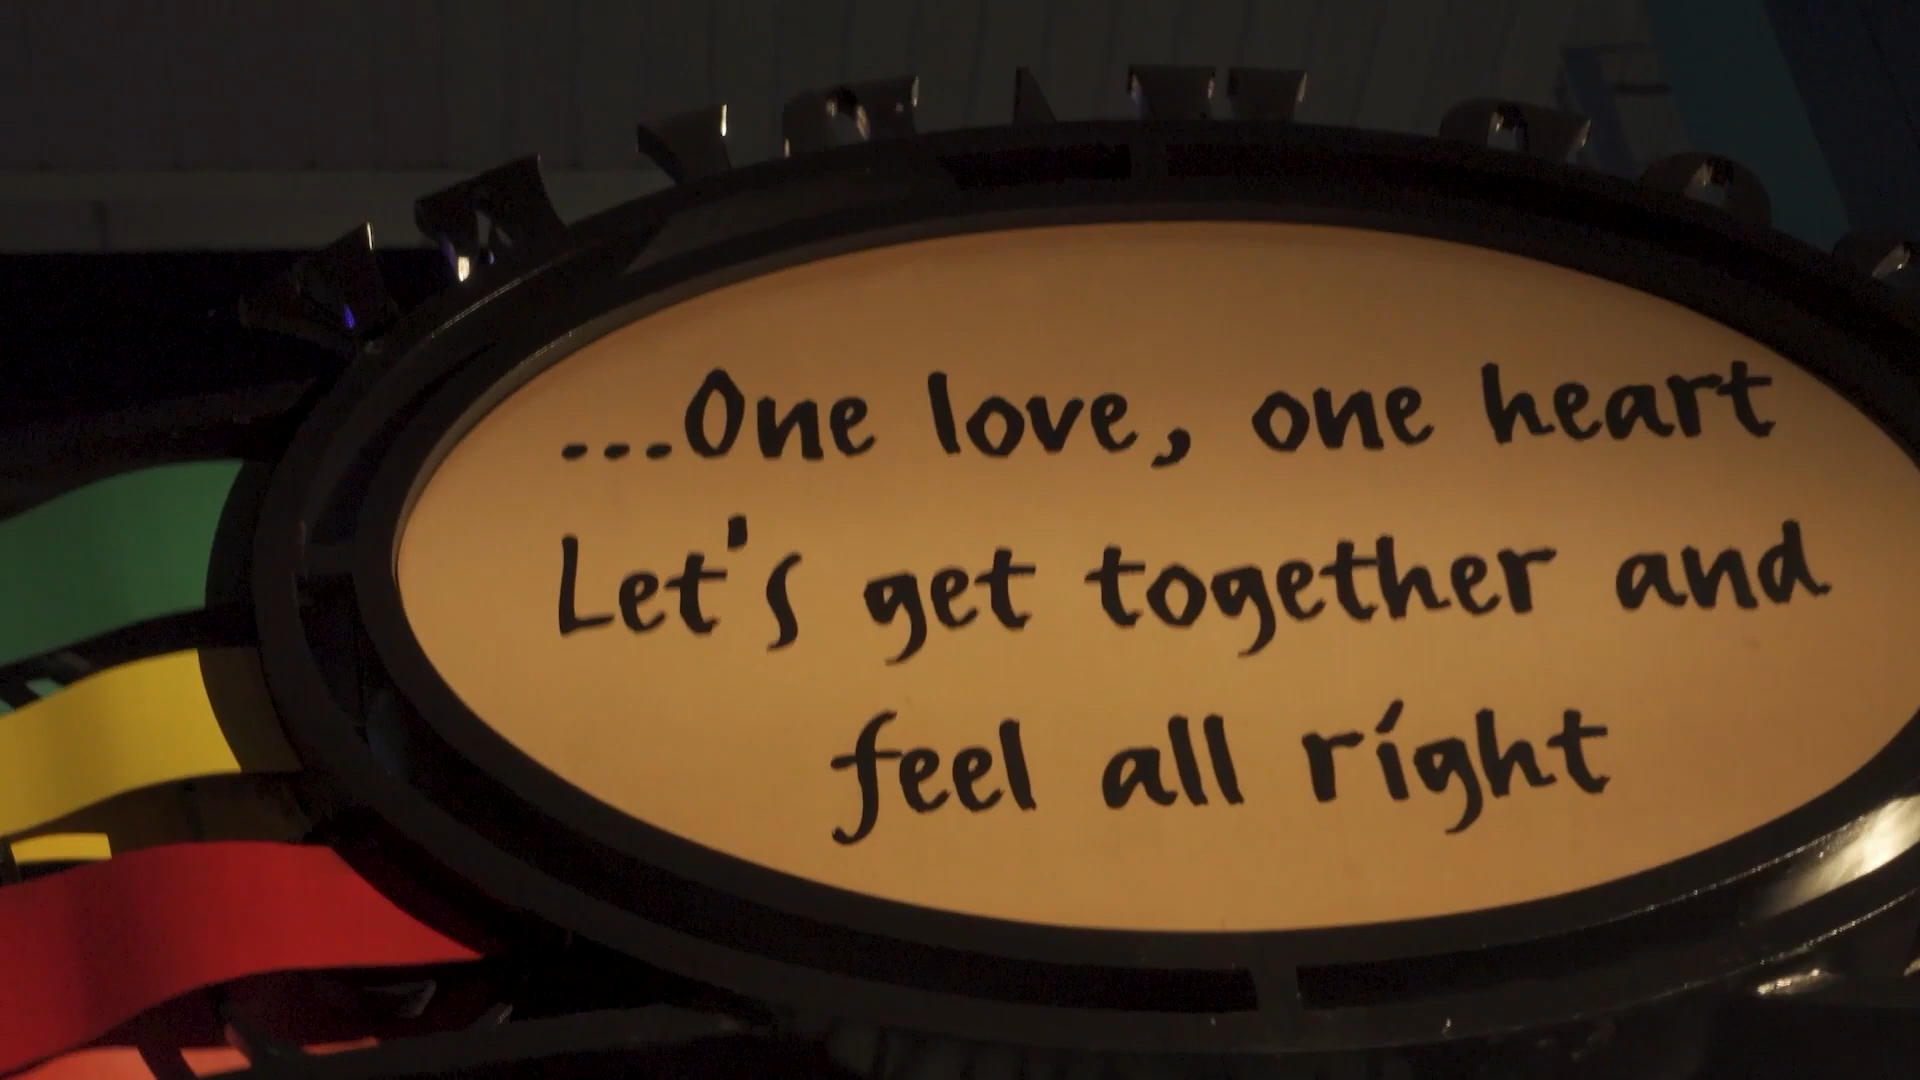 ...One love, one heart
Let's get together and
feel all right